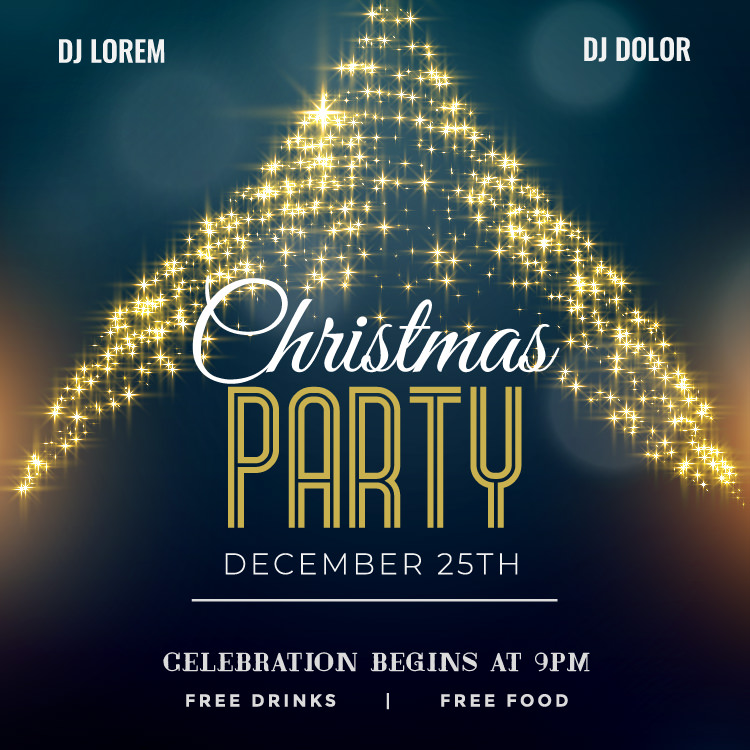 DJ LOREM
DJ DOLOR
Christmas
PARTY
DECEMBER 25TH
CELEBRATION BEGINS AT 9PM
FREE DRINKS | FREE FOOD